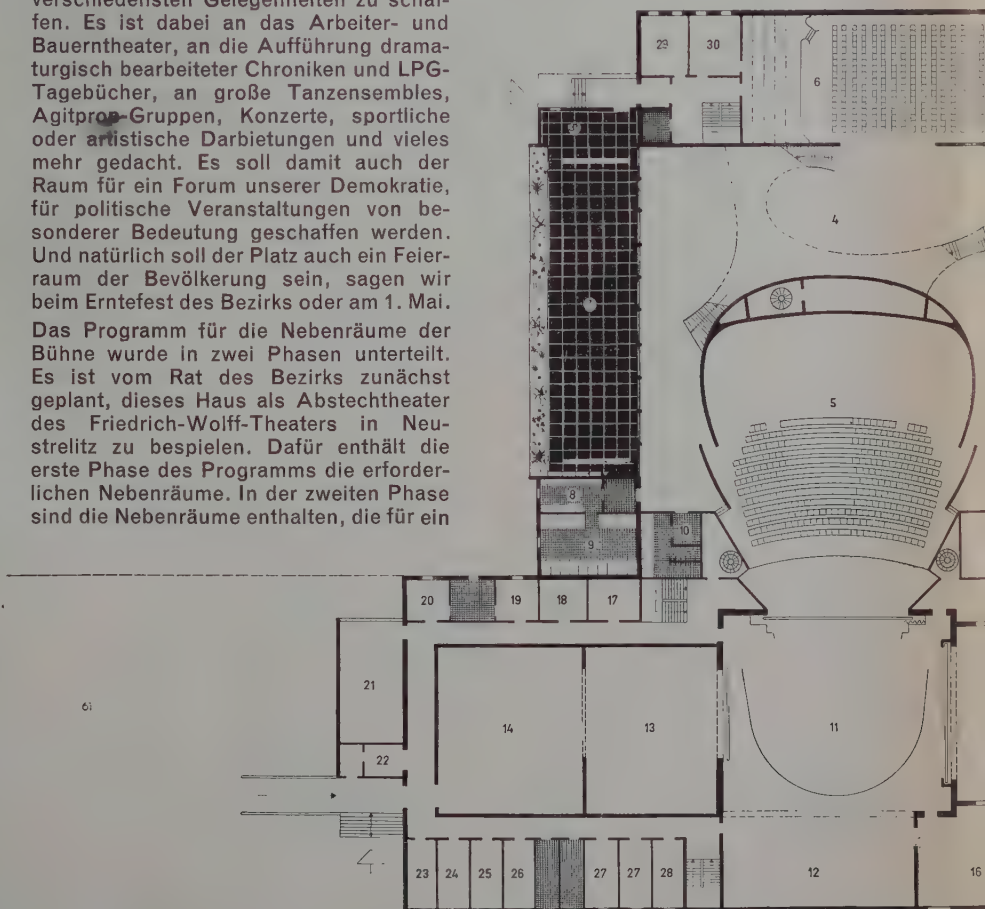 verschiedensten Gelegenheiten zu schaf-
fen. Es ist dabei an das Arbeiter- und
Bauerntheater, an die Aufführung drama-
turgisch bearbeiteter Chroniken und LPG-
Tagebücher, an große Tanzensembles,
Agitprop-Gruppen, Konzerte, sportliche
oder artistische Darbietungen und vieles
mehr gedacht. Es soll damit auch der
Raum für ein Forum unserer Demokratie,
für politische Veranstaltungen von be-
sonderer Bedeutung geschaffen werden.
Und natürlich soll der Platz auch ein Feier-
raum der Bevölkerung sein, sagen wir
beim Erntefest des Bezirks oder am 1. Mai.
Das Programm für die Nebenräume der
Bühne wurde in zwei Phasen unterteilt.
Es ist vom Rat des Bezirks zunächst
geplant, dieses Haus als Abstechtheater
des Friedrich-Wolff-Theaters in Neu-
strelitz zu bespielen. Dafür enthält die
erste Phase des Programms die erforder-
lichen Nebenräume. In der zweiten Phase
sind die Nebenräume enthalten, die für ein
29 30
6
4
5
8
10
9
20 19 18 17
21
14 13 11
22
4.
23 24 25 26 27 27 28
12 16